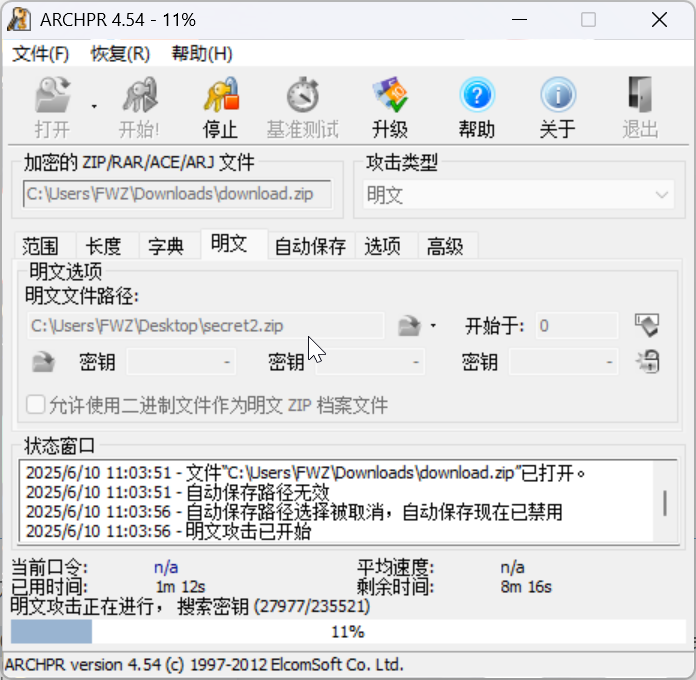 ARCHPR 4.54 - 11%
文件(F) 恢复(R) 帮助(H)
打开 开始! 停止 基准测试 升级 帮助 关于 退出
加密的 ZIP/RAR/ACE/ARJ 文件 攻击类型
C:\Users\FWZ\Downloads\download.zip 明文
范围 长度 字典 明文 自动保存 选项 高级
明文选项
明文文件路径:
C:\Users\FWZ\Desktop\secret2.zip 开始于: 0
密钥 - 密钥 - 密钥 -
允许使用二进制文件作为明文 ZIP 档案文件
状态窗口
2025/6/10 11:03:51 - 文件"C:\Users\FWZ\Downloads\download.zip"已打开。
2025/6/10 11:03:51 - 自动保存路径无效
2025/6/10 11:03:56 - 自动保存路径选择被取消，自动保存现在已禁用
2025/6/10 11:03:56 - 明文攻击已开始
当前口令: n/a 平均速度: n/a
已用时间: 1m 12s 剩余时间: 8m 16s
明文攻击正在进行， 搜索密钥 (27977/235521)
11%
ARCHPR version 4.54 (c) 1997-2012 ElcomSoft Co. Ltd.